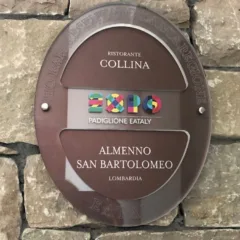 RISTORANTE
COLLINA
EXPO
PADIGLIONE EATALY
ALMENNO
SAN BARTOLOMEO
LOMBARDIA